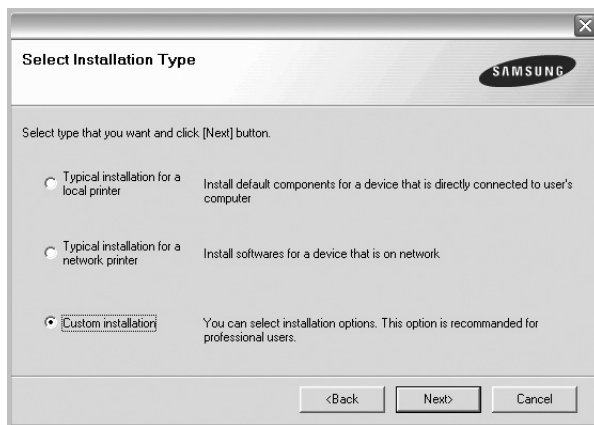 Select Installation Type
SAMSUNG
Select type that you want and click [Next] button.
Typical installation for a
local printer
Install default components for a device that is directly connected to user's
computer
Typical installation for a
network printer
Install softwares for a device that is on network
Custom installation
You can select installation options. This option is recommanded for
professional users.
<Back
Next>
Cancel